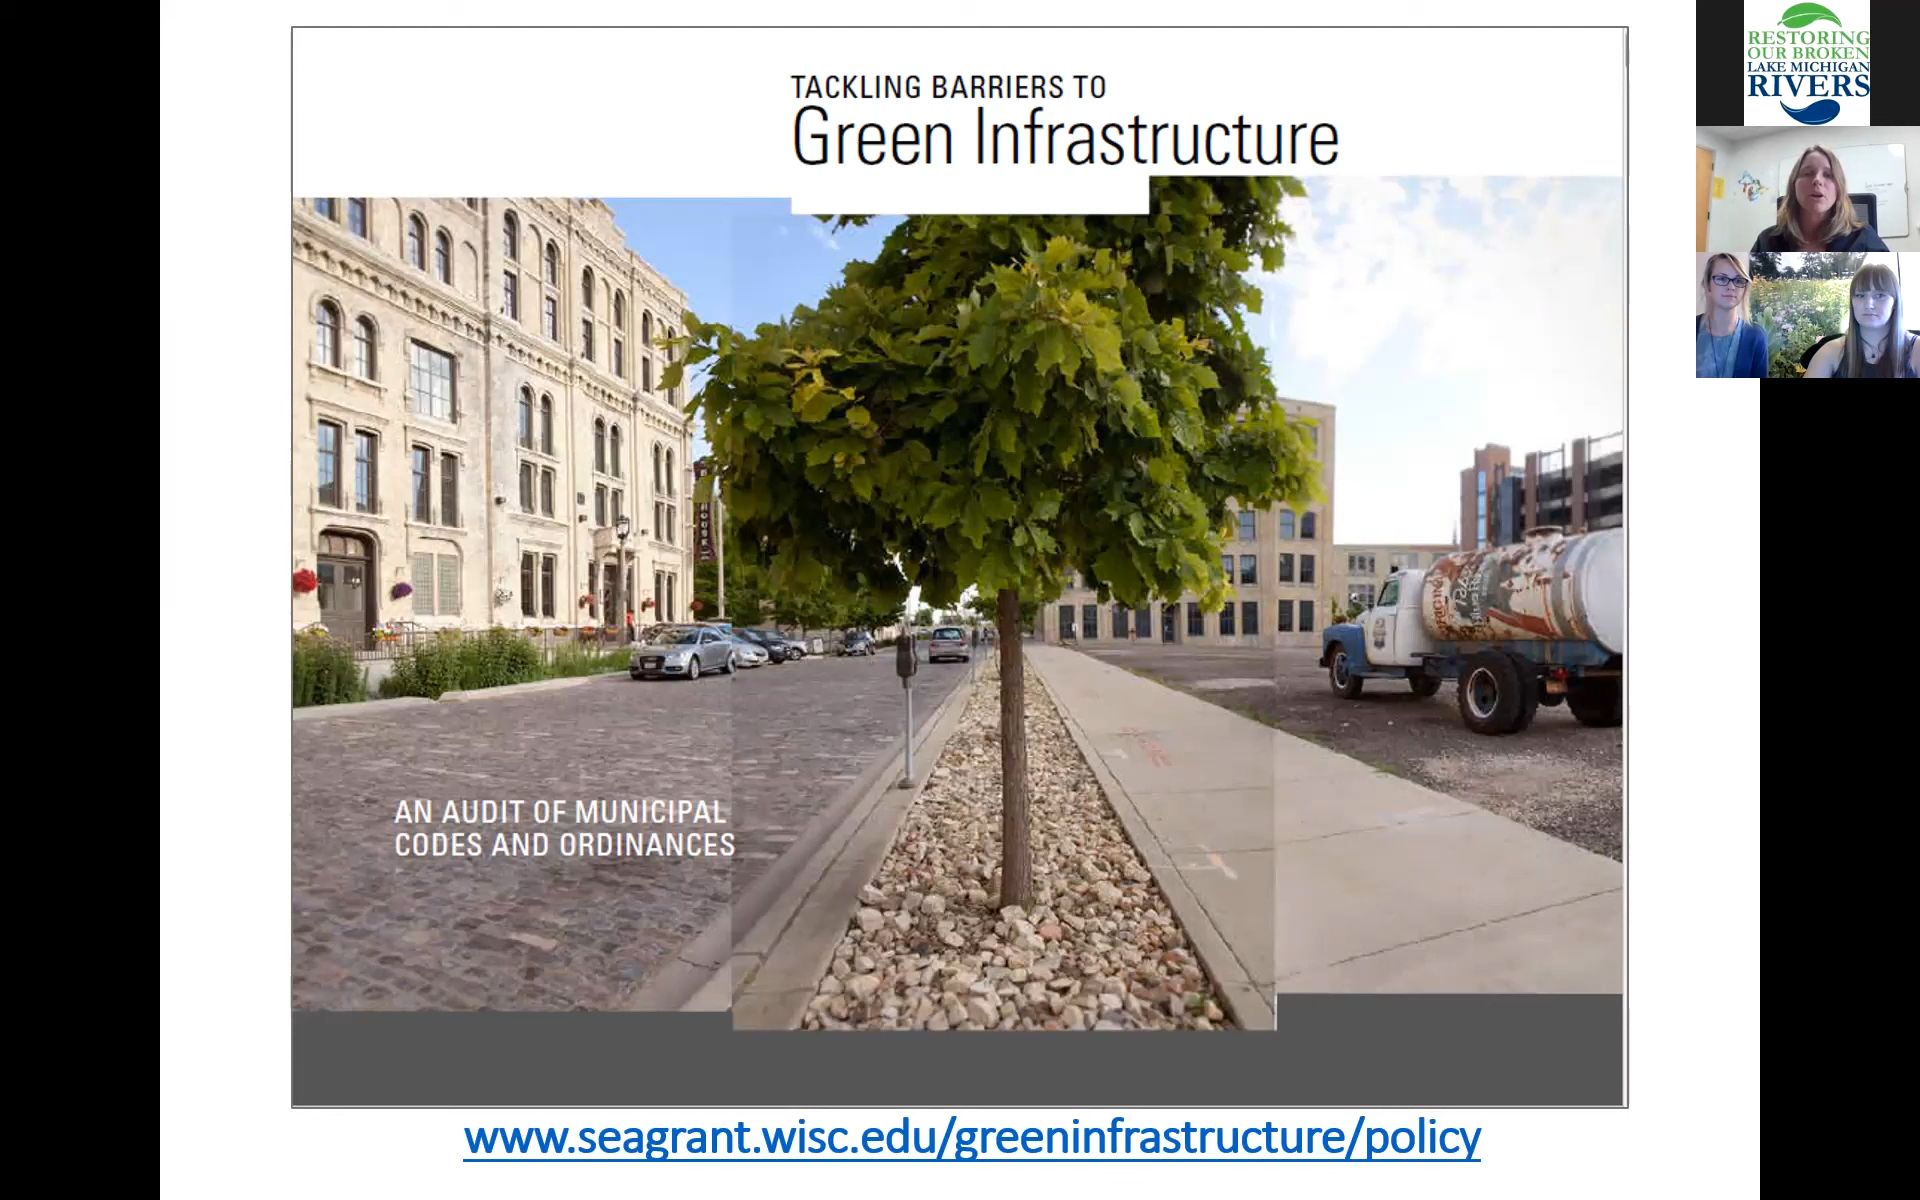 TACKLING BARRIERS TO
Green Infrastructure
AN AUDIT OF MUNICIPAL
CODES AND ORDINANCES
www.seagrant.wisc.edu/greeninfrastructure/policy
RESTORING
OUR BROKEN
LAKE MICHIGAN
RIVERS